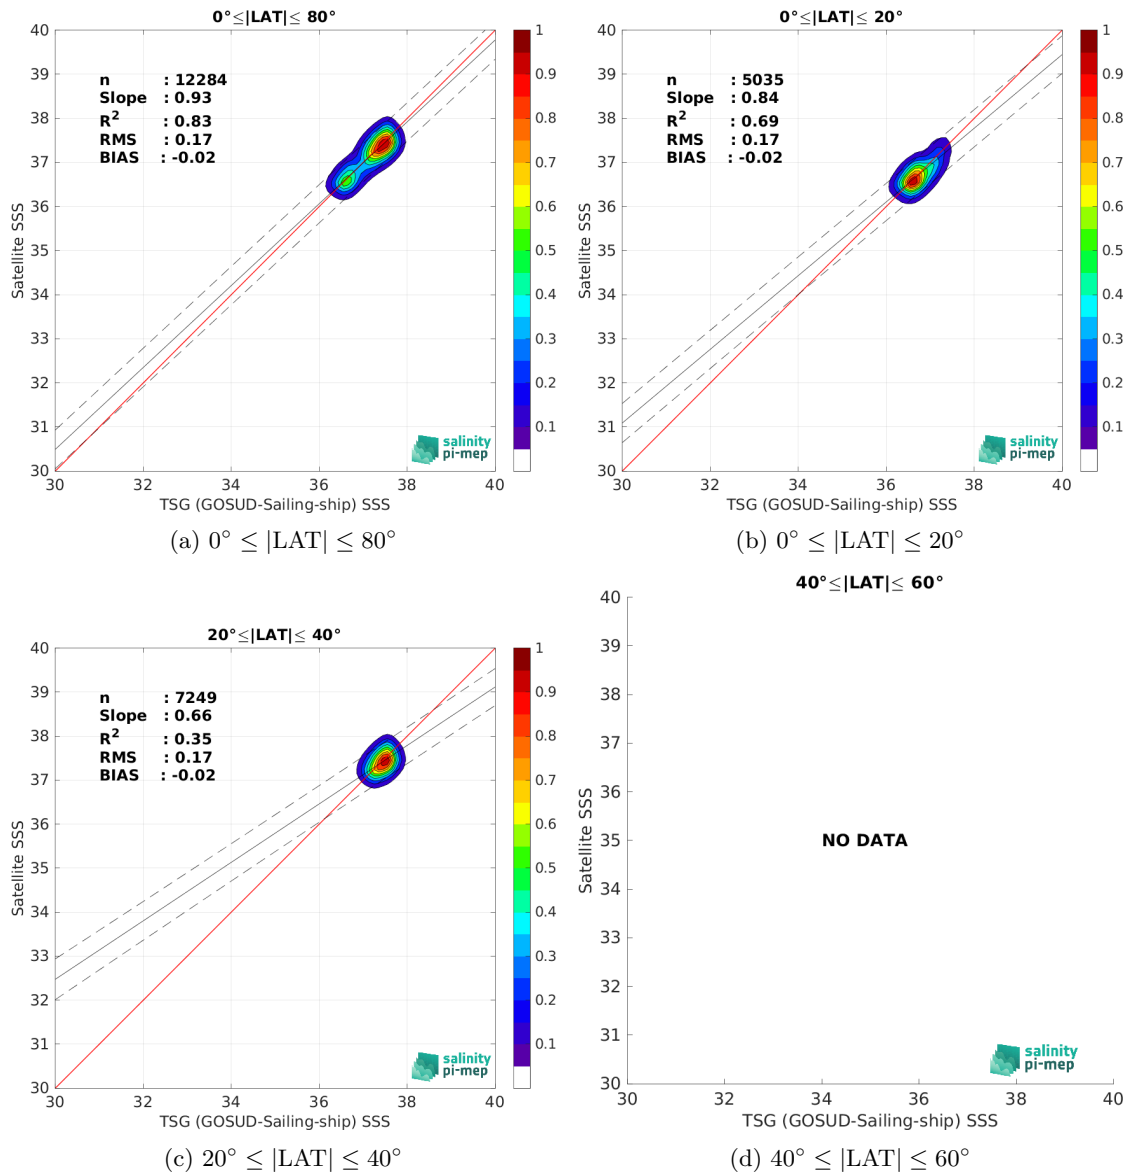 0°≤|LAT|≤ 80°
40
39
38
37
36
35
34
33
32
31
30
Satellite SSS
n : 12284
Slope : 0.93
R² : 0.83
RMS : 0.17
BIAS : -0.02
salinity
pi-mep
30 32 34 36 38 40
TSG (GOSUD-Sailing-ship) SSS
1
0.9
0.8
0.7
0.6
0.5
0.4
0.3
0.2
0.1
(a) 0° ≤ |LAT| ≤ 80°
0°≤|LAT|≤ 20°
40
39
38
37
36
35
34
33
32
31
30
Satellite SSS
n : 5035
Slope : 0.84
R² : 0.69
RMS : 0.17
BIAS : -0.02
salinity
pi-mep
30 32 34 36 38 40
TSG (GOSUD-Sailing-ship) SSS
1
0.9
0.8
0.7
0.6
0.5
0.4
0.3
0.2
0.1
(b) 0° ≤ |LAT| ≤ 20°
20°≤|LAT|≤ 40°
40
39
38
37
36
35
34
33
32
31
30
Satellite SSS
n : 7249
Slope : 0.66
R² : 0.35
RMS : 0.17
BIAS : -0.02
salinity
pi-mep
30 32 34 36 38 40
TSG (GOSUD-Sailing-ship) SSS
1
0.9
0.8
0.7
0.6
0.5
0.4
0.3
0.2
0.1
(c) 20° ≤ |LAT| ≤ 40°
40°≤|LAT|≤ 60°
40
39
38
37
36
35
34
33
32
31
30
Satellite SSS
NO DATA
salinity
pi-mep
30 32 34 36 38 40
TSG (GOSUD-Sailing-ship) SSS
(d) 40° ≤ |LAT| ≤ 60°